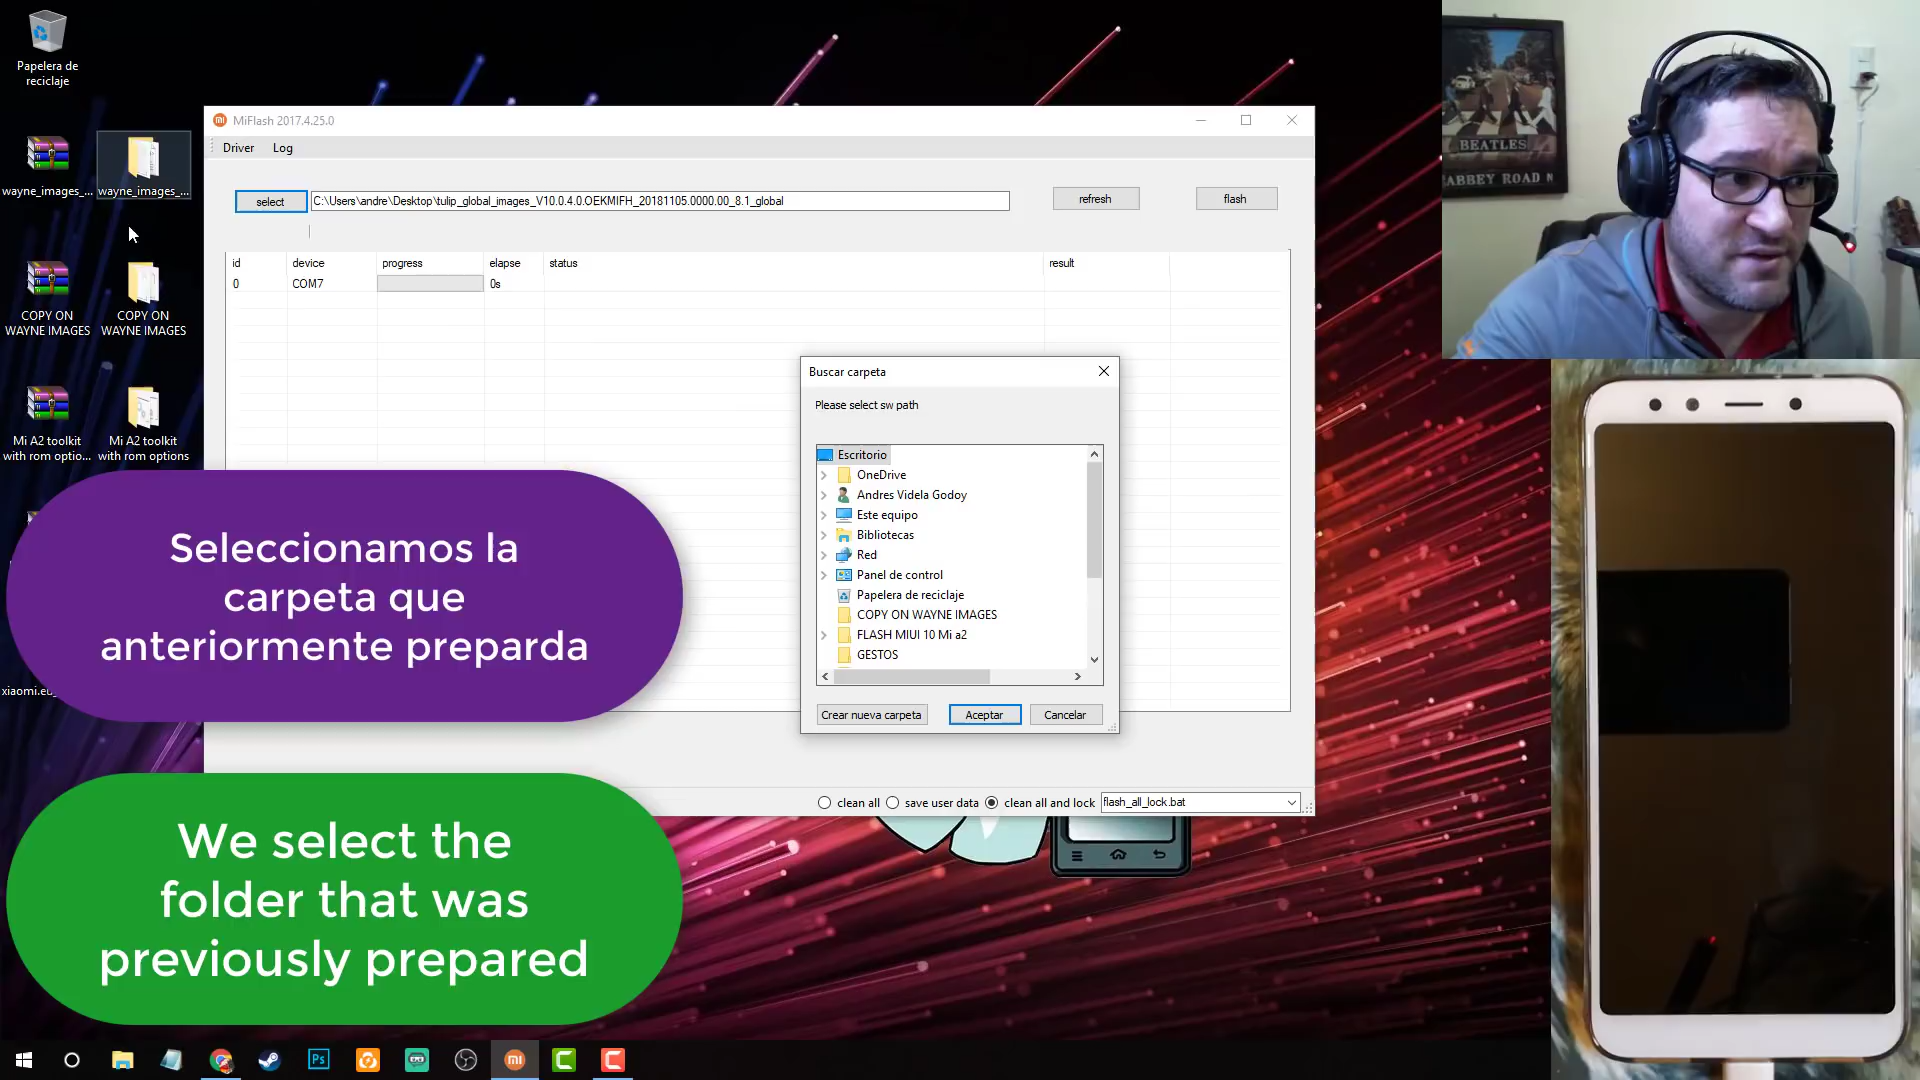 Papelera de
reciclaje
wayne_images_...
wayne_images_...
COPY ON
WAYNE IMAGES
COPY ON
WAYNE IMAGES
Mi A2 toolkit
with rom optio...
Mi A2 toolkit
with rom options
xiaomi.eu_
MiFlash 2017.4.25.0
Driver Log
select
C:\Users\andre\Desktop\tulip_global_images_V10.0.4.0.OEKMIFH_20181105.0000.00_8.1_global
refresh
flash
id device progress elapse status result
0 COM7 0s
Buscar carpeta
Please select sw path
Escritorio
OneDrive
Andres Videla Godoy
Este equipo
Bibliotecas
Red
Panel de control
Papelera de reciclaje
COPY ON WAYNE IMAGES
FLASH MIUI 10 Mi a2
GESTOS
Crear nueva carpeta
Aceptar
Cancelar
clean all
save user data
clean all and lock
flash_all_lock.bat
Seleccionamos la
carpeta que
anteriormente preparda
We select the
folder that was
previously prepared
BEATLES
ABBEY ROAD N
Ps